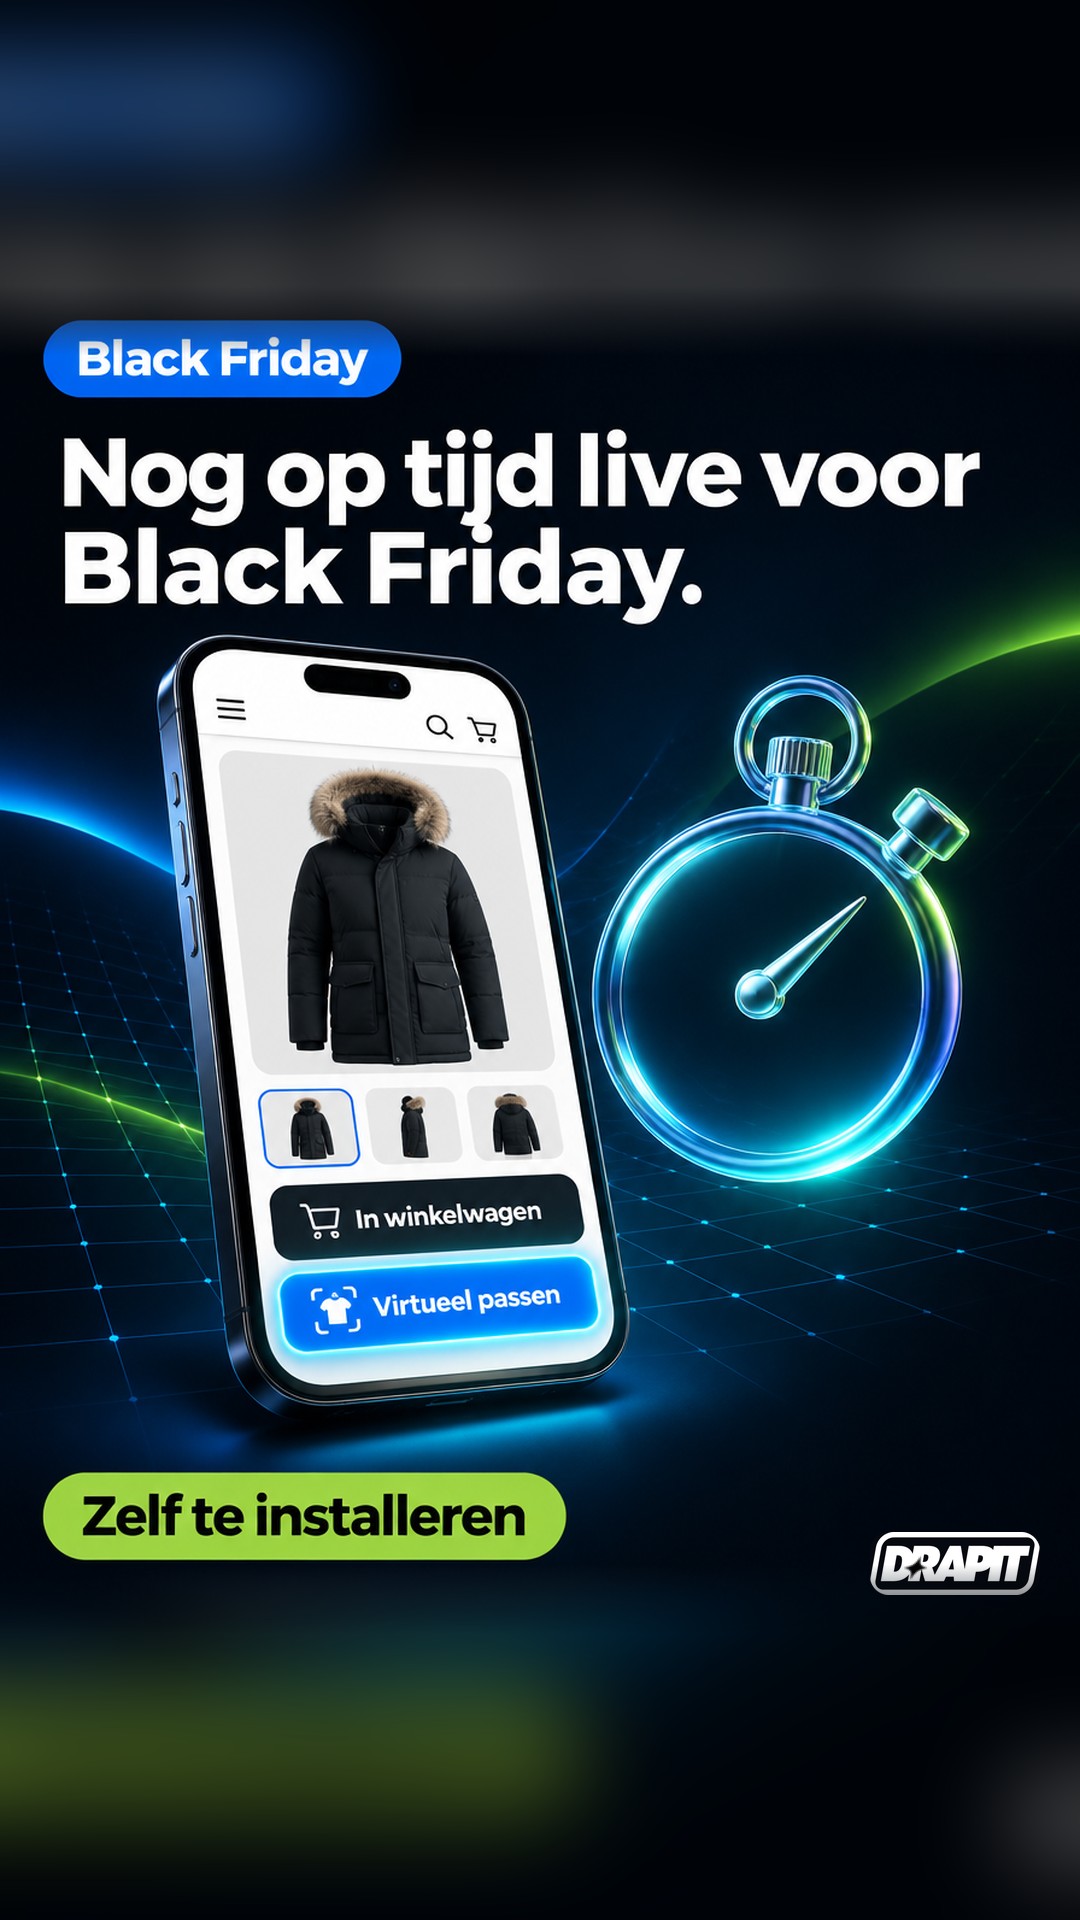 Black Friday
Nog op tijd live voor
Black Friday.
In winkelwagen
Virtueel passen
Zelf te installeren
DRAPIT